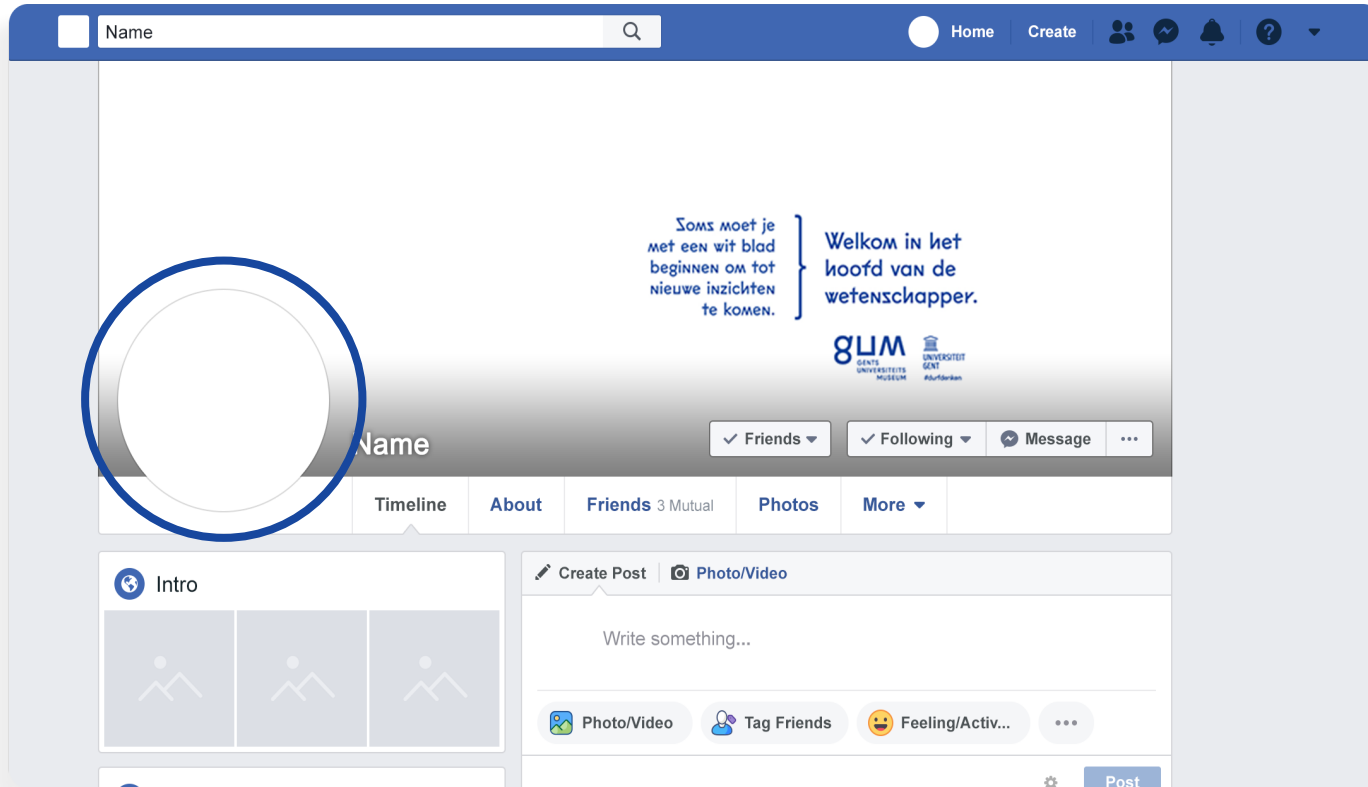 Name
Home
Create
Soms moet je
met een wit blad
beginnen om tot
nieuwe inzichten
te komen.
Welkom in het
hoofd van de
wetenschapper.
GUM
GENTS
UNIVERSITEITS
MUSEUM
UNIVERSITEIT
GENT
#durfdenken
Name
Friends
Following
Message
Timeline
About
Friends 3 Mutual
Photos
More
Intro
Create Post
Photo/Video
Write something...
Photo/Video
Tag Friends
Feeling/Activ...
Post